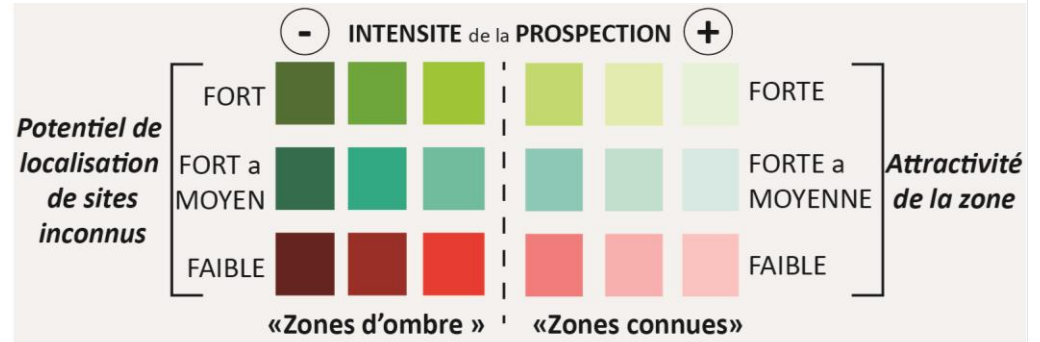 - INTENSITE de la PROSPECTION +
FORT
FORTE
Potentiel de
localisation
de sites
inconnus
FORT a
MOYEN
FORTE a
MOYENNE
Attractivité
de la zone
FAIBLE
FAIBLE
«Zones d'ombre »
«Zones connues»